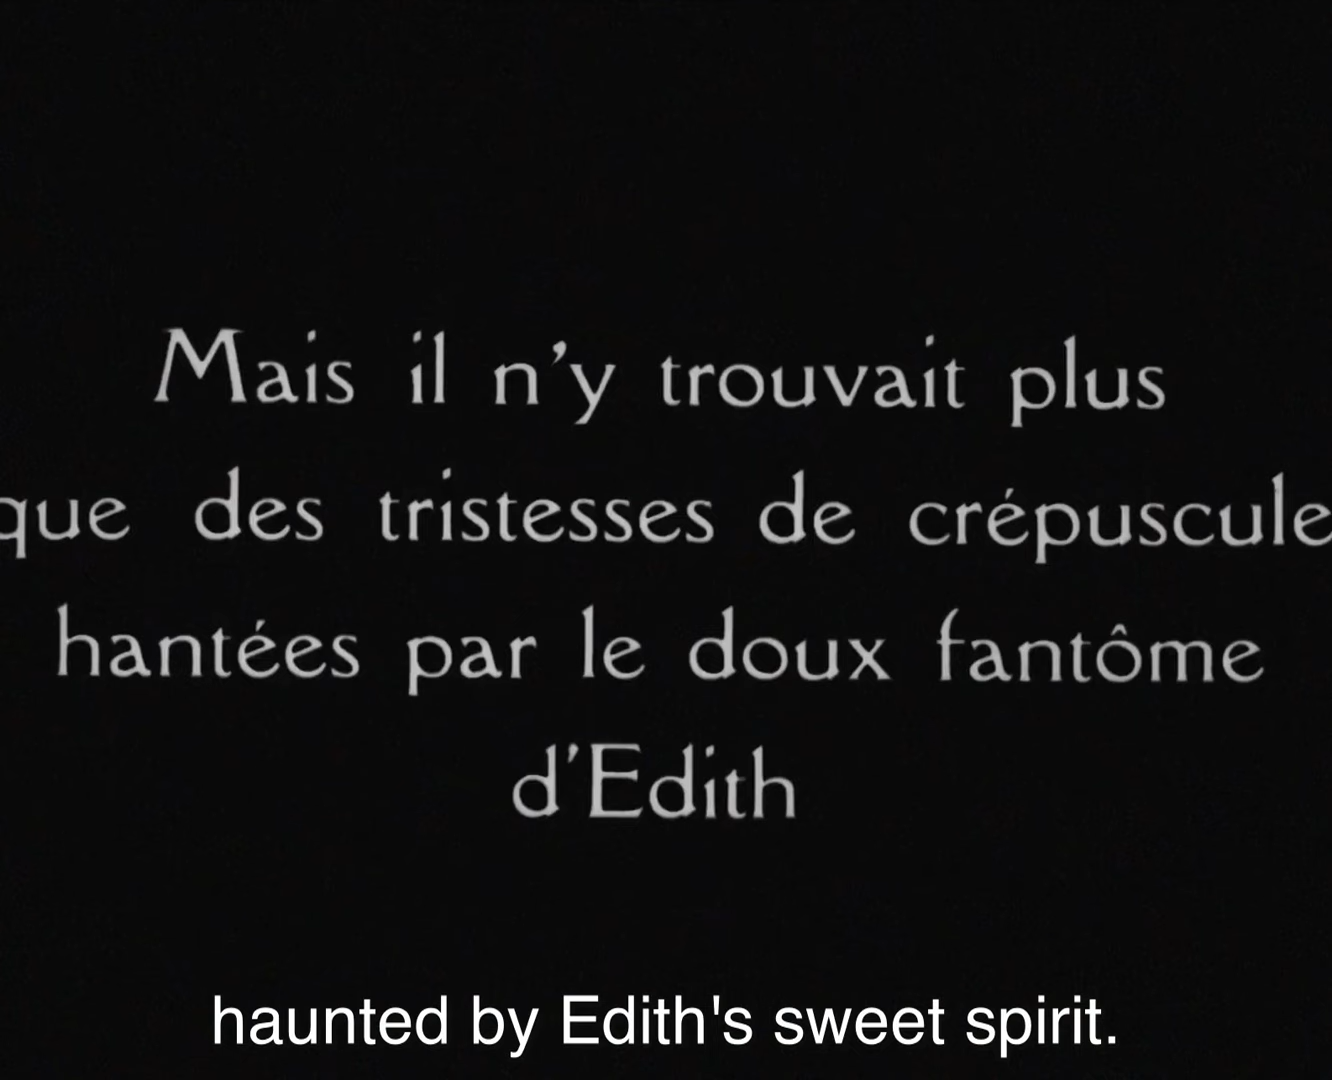 Mais il n'y trouvait plus
que des tristesses de crépuscule
hantées par le doux fantôme
d'Edith
haunted by Edith's sweet spirit.